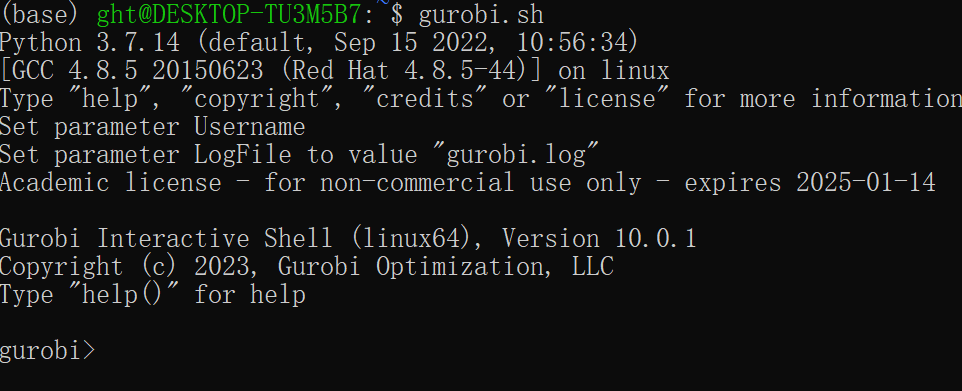 (base) ght@DESKTOP-TU3M5B7:~$ gurobi.sh
Python 3.7.14 (default, Sep 15 2022, 10:56:34)
[GCC 4.8.5 20150623 (Red Hat 4.8.5-44)] on linux
Type "help", "copyright", "credits" or "license" for more information
Set parameter Username
Set parameter LogFile to value "gurobi.log"
Academic license - for non-commercial use only - expires 2025-01-14
Gurobi Interactive Shell (linux64), Version 10.0.1
Copyright (c) 2023, Gurobi Optimization, LLC
Type "help()" for help
gurobi>